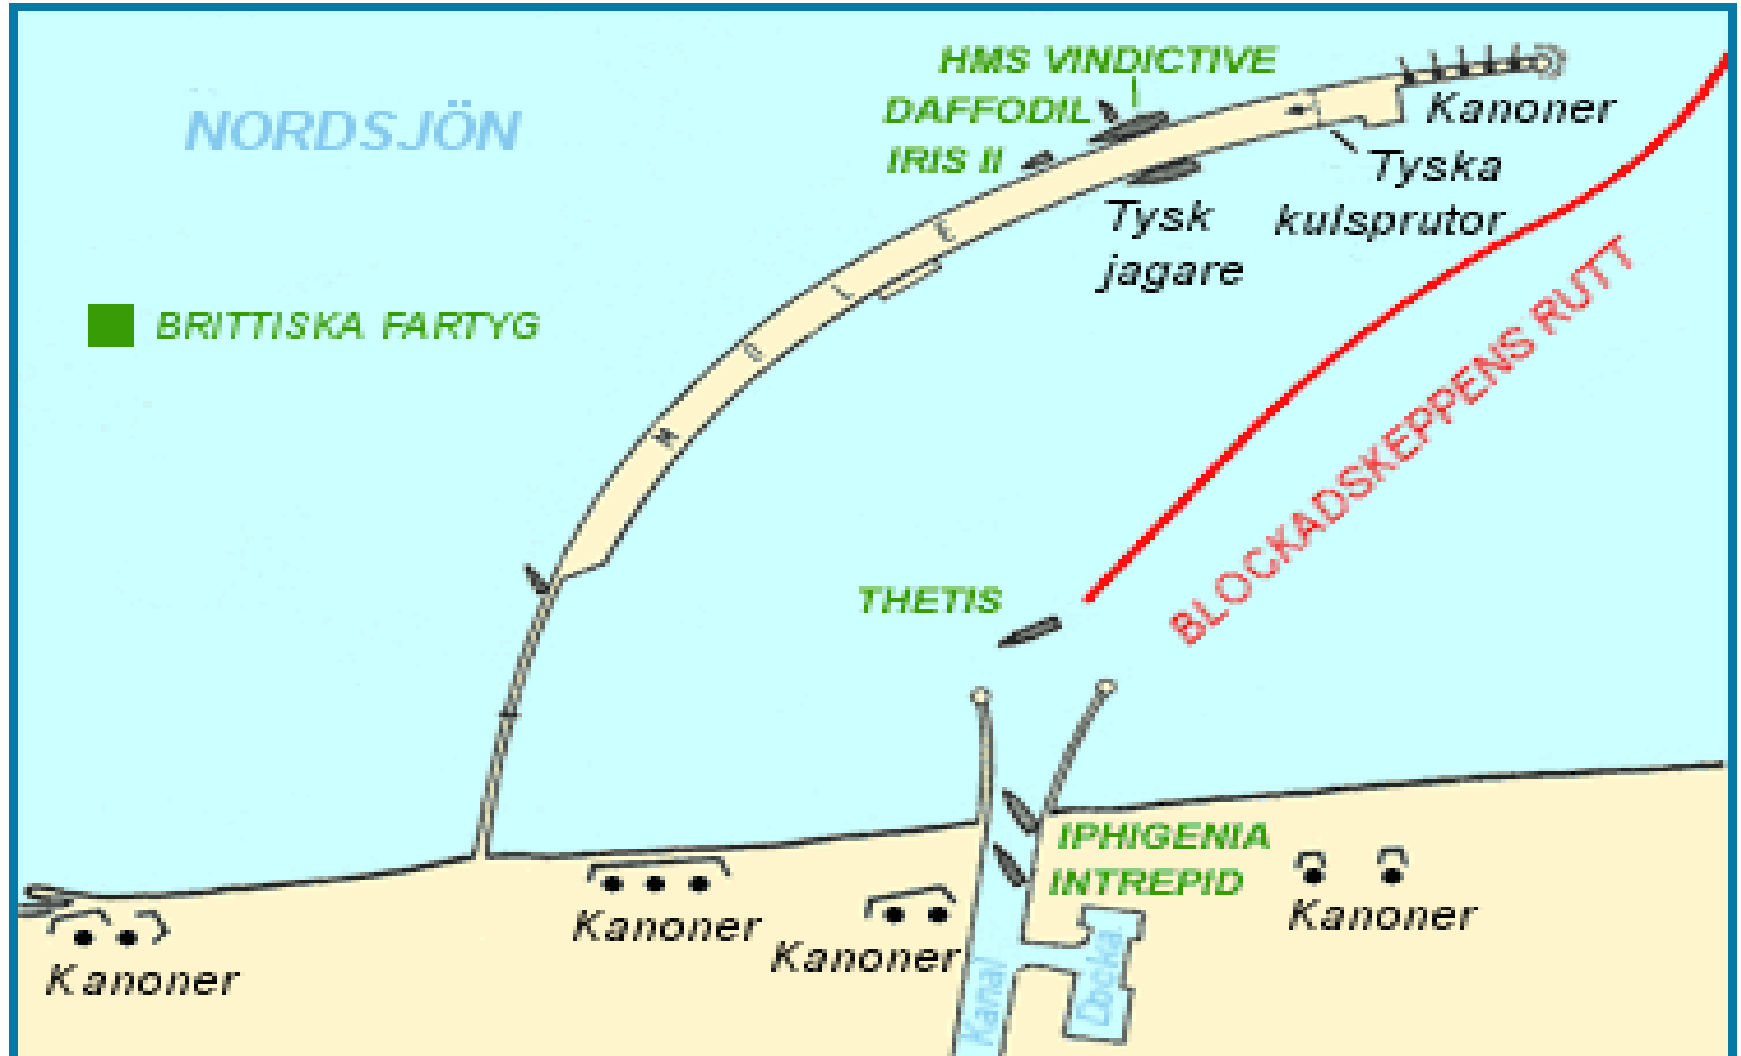 HMS VINDICTIVE
DAFFODIL
IRIS II
NORDSJÖN
Kanoner
Tyska
kulsprutor
Tysk
jagare
BRITTISKA FARTYG
M O L E
BLOCKADSKEPPENS RUTT
THETIS
IPHIGENIA
INTREPID
Kanoner
Kanoner
Kanoner
Kanoner
Kanal
Docka